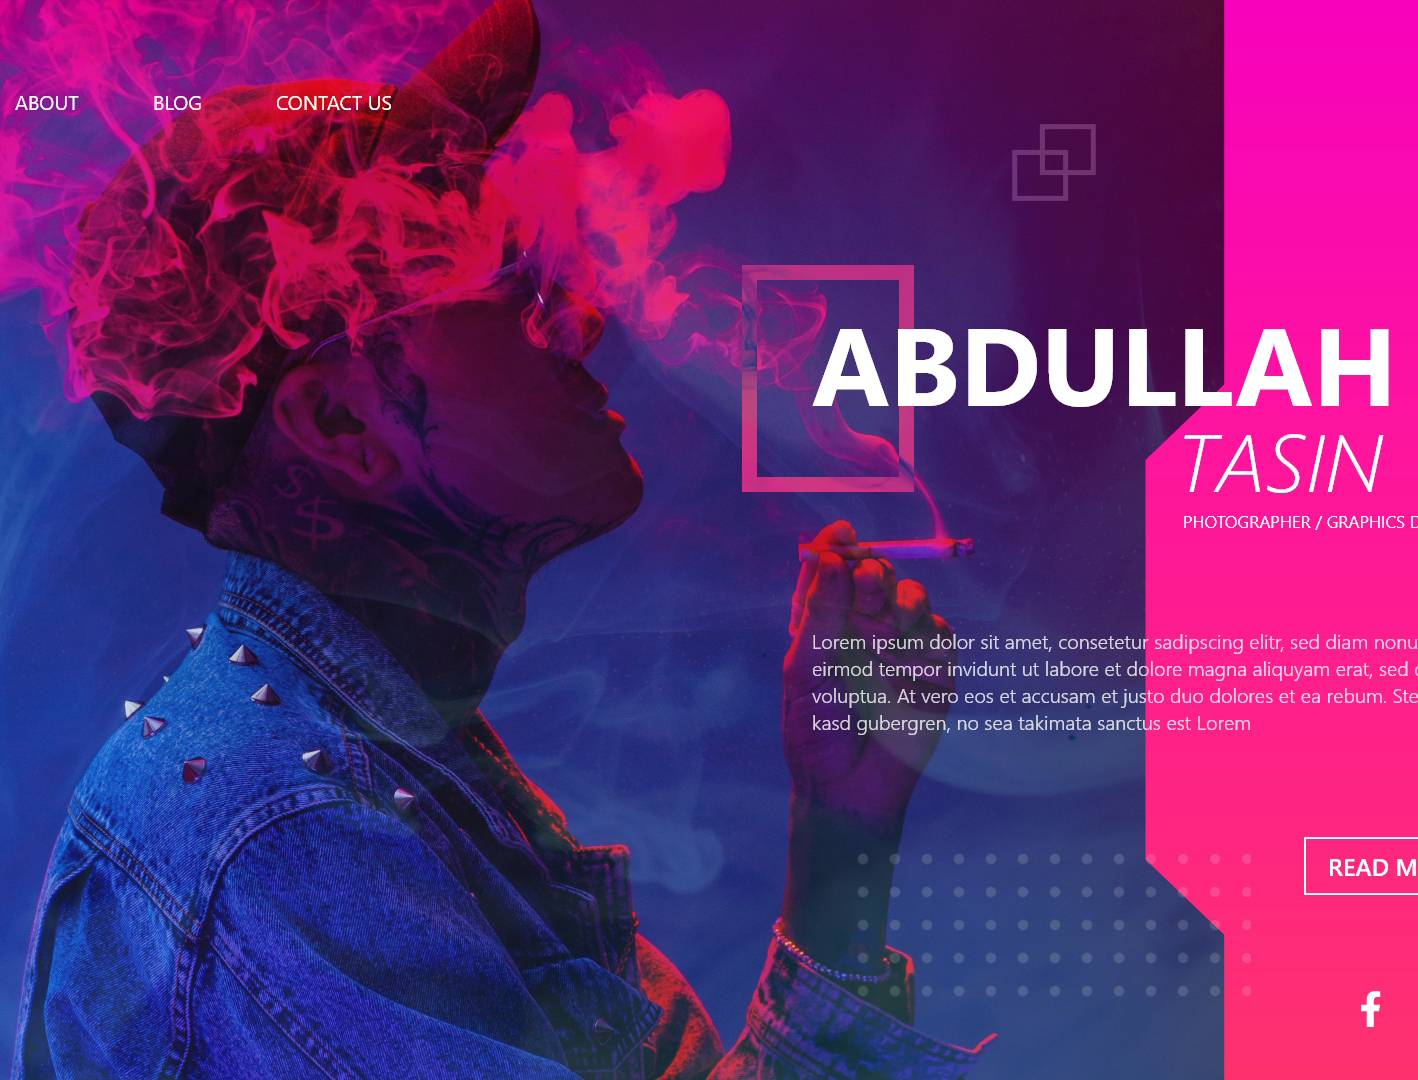 ABOUT BLOG CONTACT US
ABDULLAH
TASIN
PHOTOGRAPHER / GRAPHICS
Lorem ipsum dolor sit amet, consetetur sadipscing elitr, sed diam nonu
eirmod tempor invidunt ut labore et dolore magna aliquyam erat, sed
voluptua. At vero eos et accusam et justo duo dolores et ea rebum. Ste
kasd gubergren, no sea takimata sanctus est Lorem
READ M
$ $